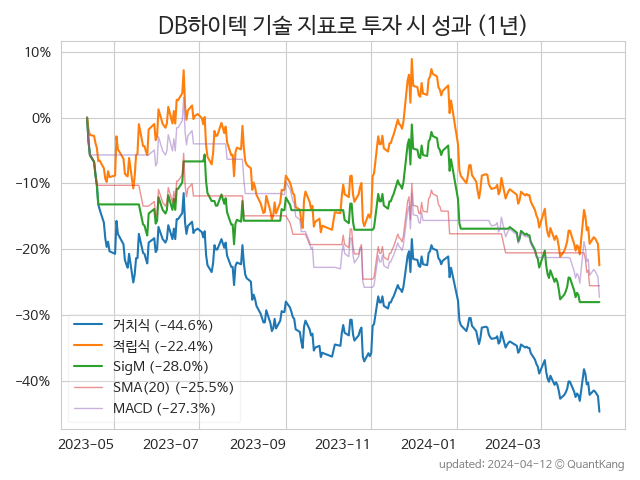 DB하이텍 기술 지표로 투자 시 성과 (1년)
10%
0%
−10%
−20%
−30%
−40%
거치식 (−44.6%)
적립식 (−22.4%)
SigM (−28.0%)
SMA(20) (−25.5%)
MACD (−27.3%)
2023−05 2023−07 2023−09 2023−11 2024−01 2024−03
updated: 2024−04−12 © QuantKang